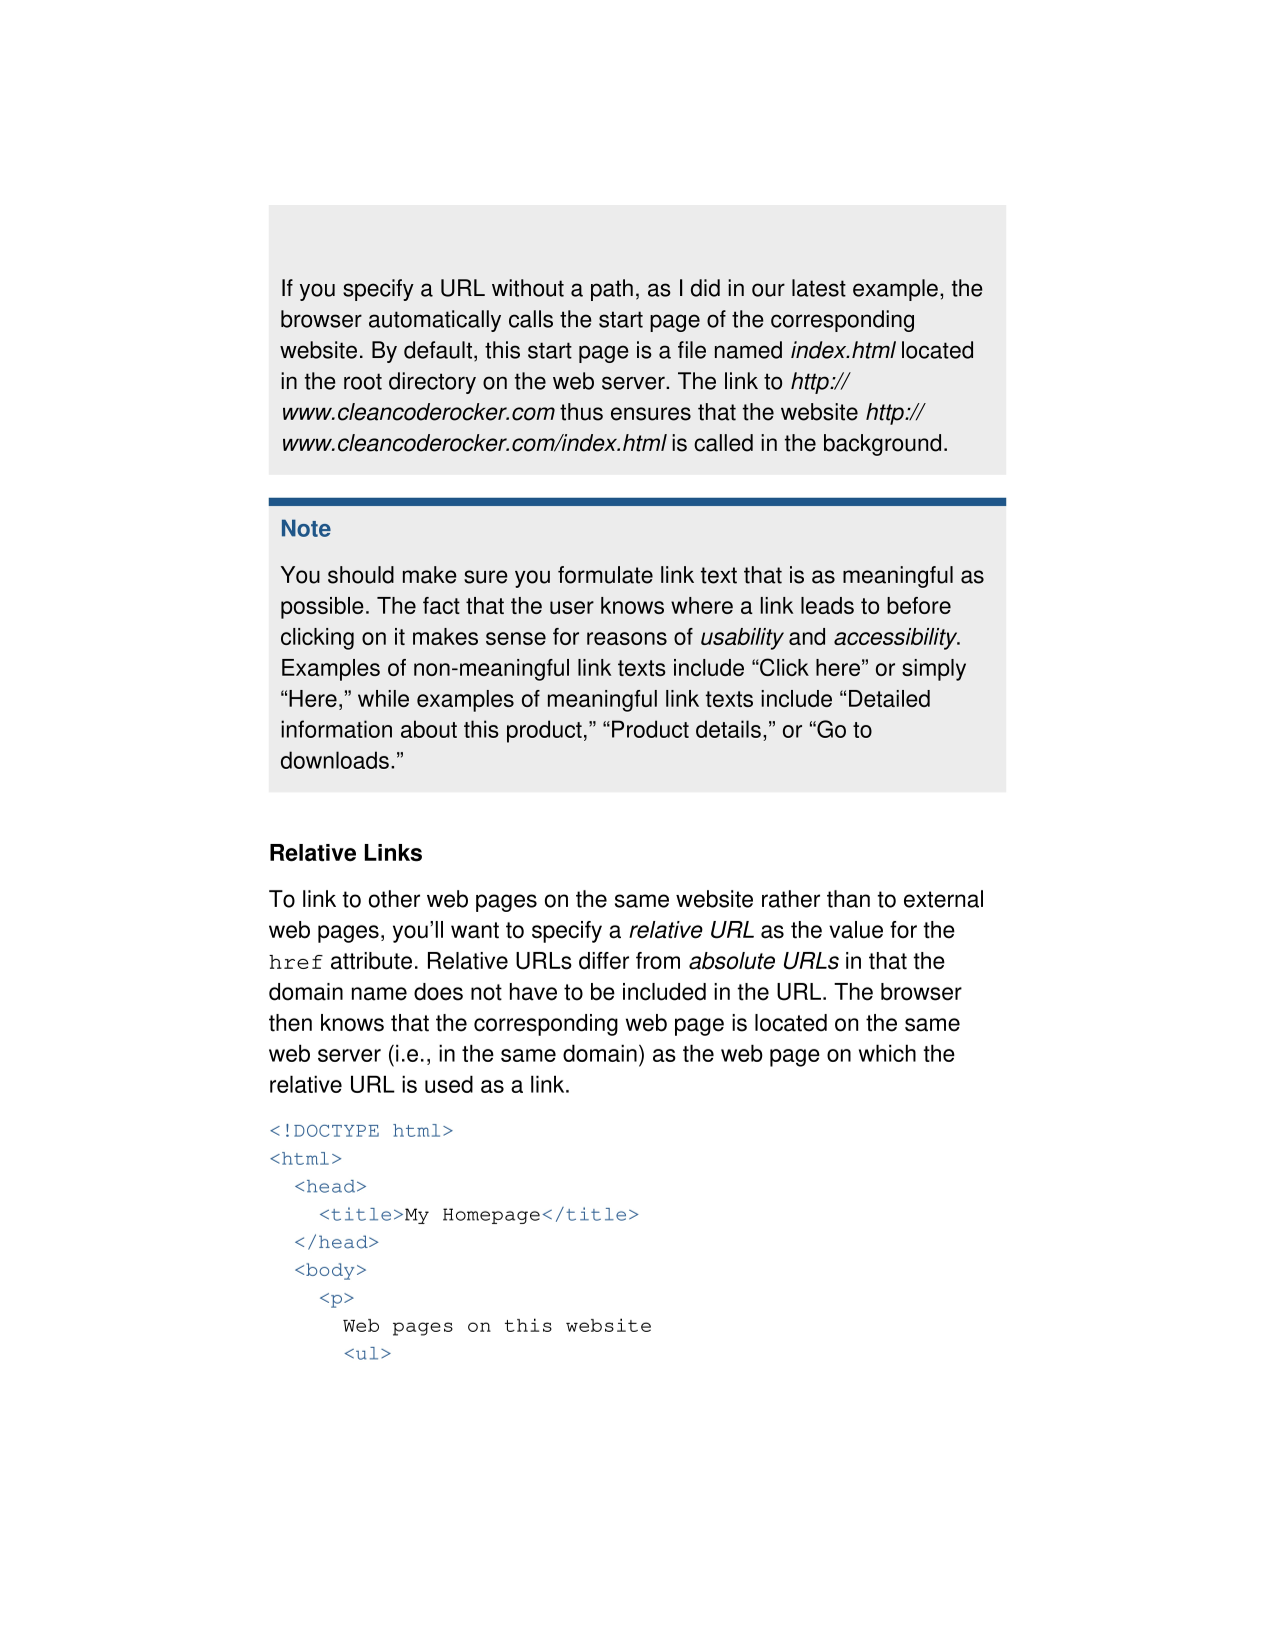 If you specify a URL without a path, as I did in our latest example, the
browser automatically calls the start page of the corresponding
website. By default, this start page is a file named index.html located
in the root directory on the web server. The link to http://
www.cleancoderocker.com thus ensures that the website http://
www.cleancoderocker.com/index.html is called in the background.
Note
You should make sure you formulate link text that is as meaningful as
possible. The fact that the user knows where a link leads to before
clicking on it makes sense for reasons of usability and accessibility.
Examples of non-meaningful link texts include “Click here” or simply
“Here,” while examples of meaningful link texts include “Detailed
information about this product,” “Product details,” or “Go to
downloads.”
Relative Links
To link to other web pages on the same website rather than to external
web pages, you’ll want to specify a relative URL as the value for the
href attribute. Relative URLs differ from absolute URLs in that the
domain name does not have to be included in the URL. The browser
then knows that the corresponding web page is located on the same
web server (i.e., in the same domain) as the web page on which the
relative URL is used as a link.
<!DOCTYPE html>
<html>
  <head>
    <title>My Homepage</title>
  </head>
  <body>
    <p>
      Web pages on this website
      <ul>